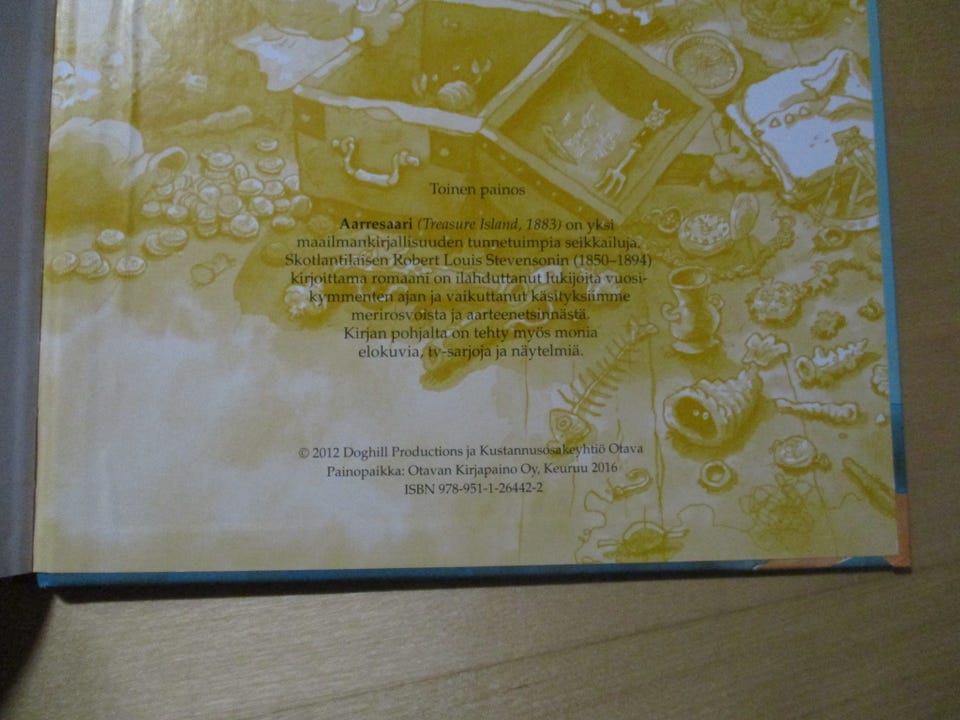 Toinen painos
Aarresaari (Treasure Island, 1883) on yksi
maailmankirjallisuuden tunnetuimpia seikkailuja.
Skotlantilaisen Robert Louis Stevensonin (1850–1894)
kirjoittama romaani on ilahduttanut lukijoita vuosi-
kymmenten ajan ja vaikuttanut käsityksiimme
merirosvoista ja aarteenetsinnästä.
Kirjan pohjalta on tehty myös monia
elokuvia, tv-sarjoja ja näytelmiä.
© 2012 Doghill Productions ja Kustannusosakeyhtiö Otava
Painopaikka: Otavan Kirjapaino Oy, Keuruu 2016
ISBN 978-951-1-26442-2